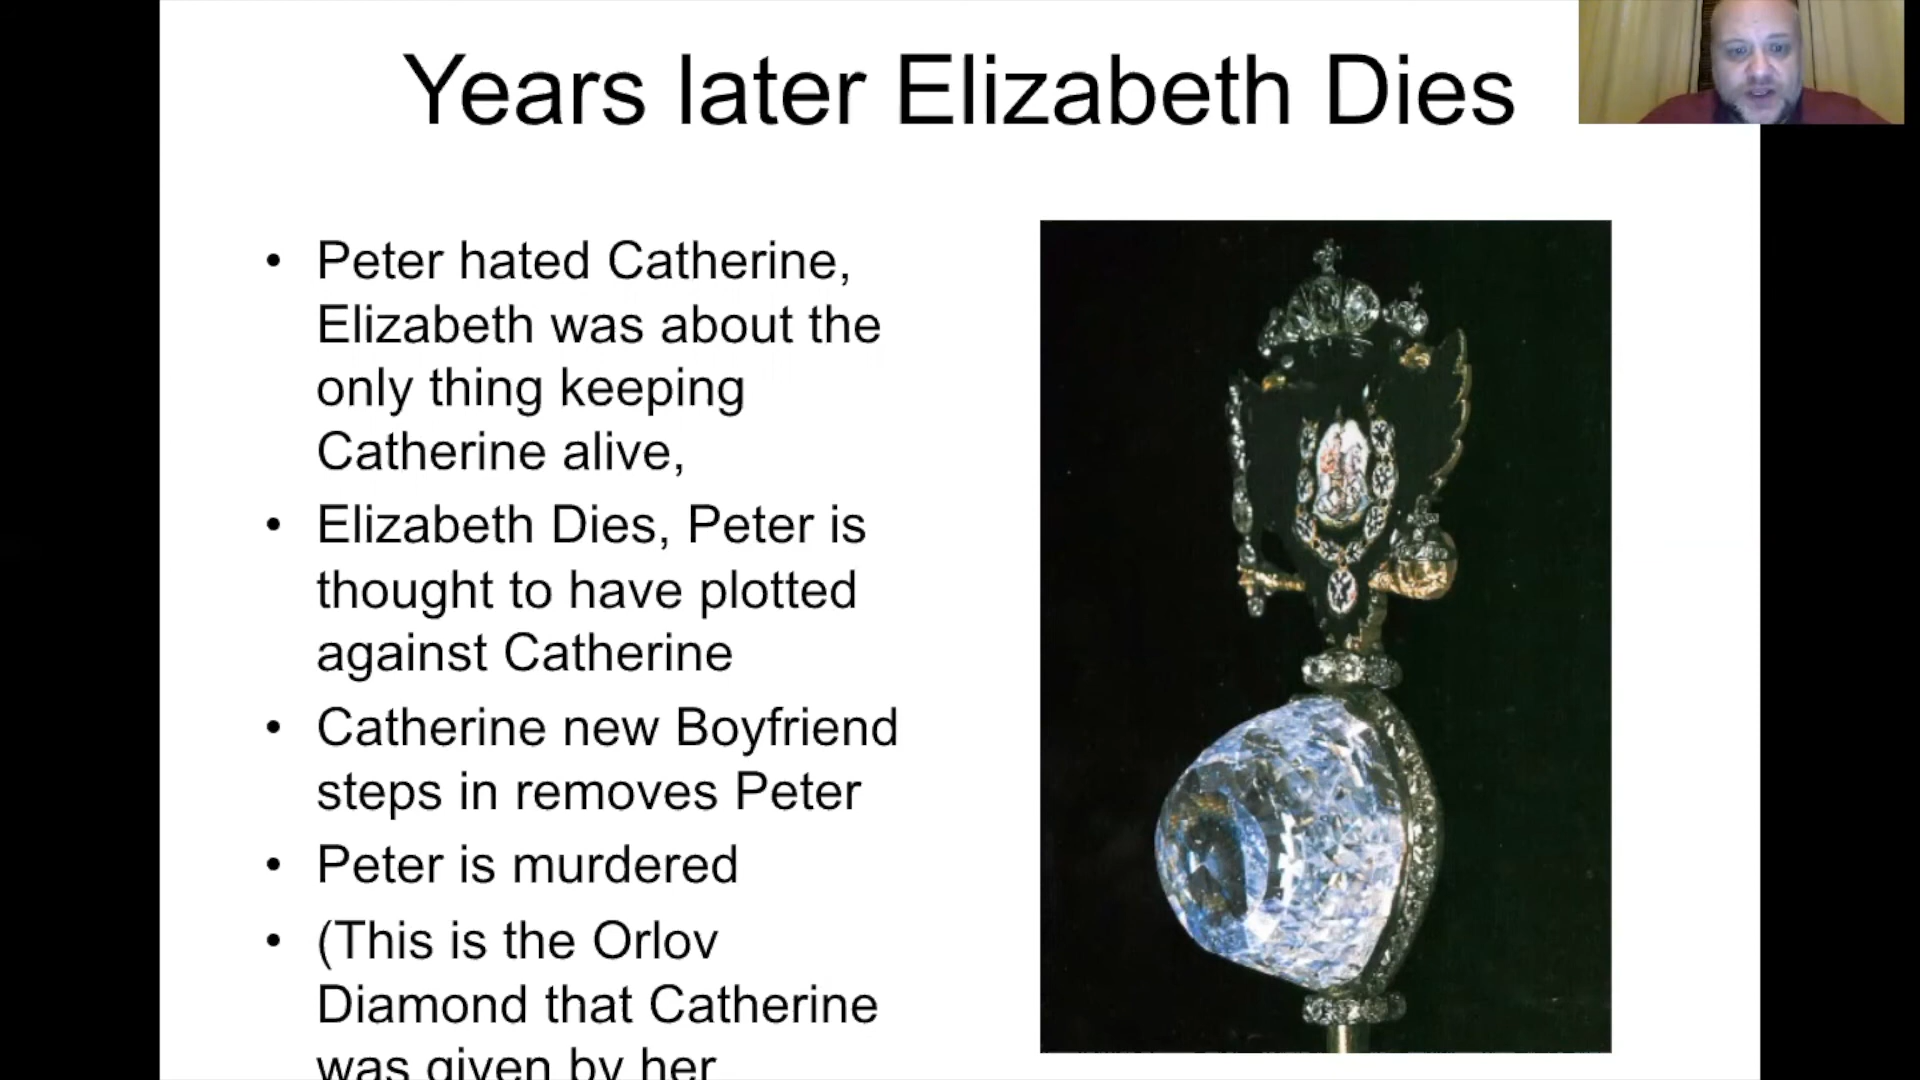 Years later Elizabeth Dies
• Peter hated Catherine,
Elizabeth was about the
only thing keeping
Catherine alive,
• Elizabeth Dies, Peter is
thought to have plotted
against Catherine
• Catherine new Boyfriend
steps in removes Peter
• Peter is murdered
• (This is the Orlov
Diamond that Catherine
was given by her